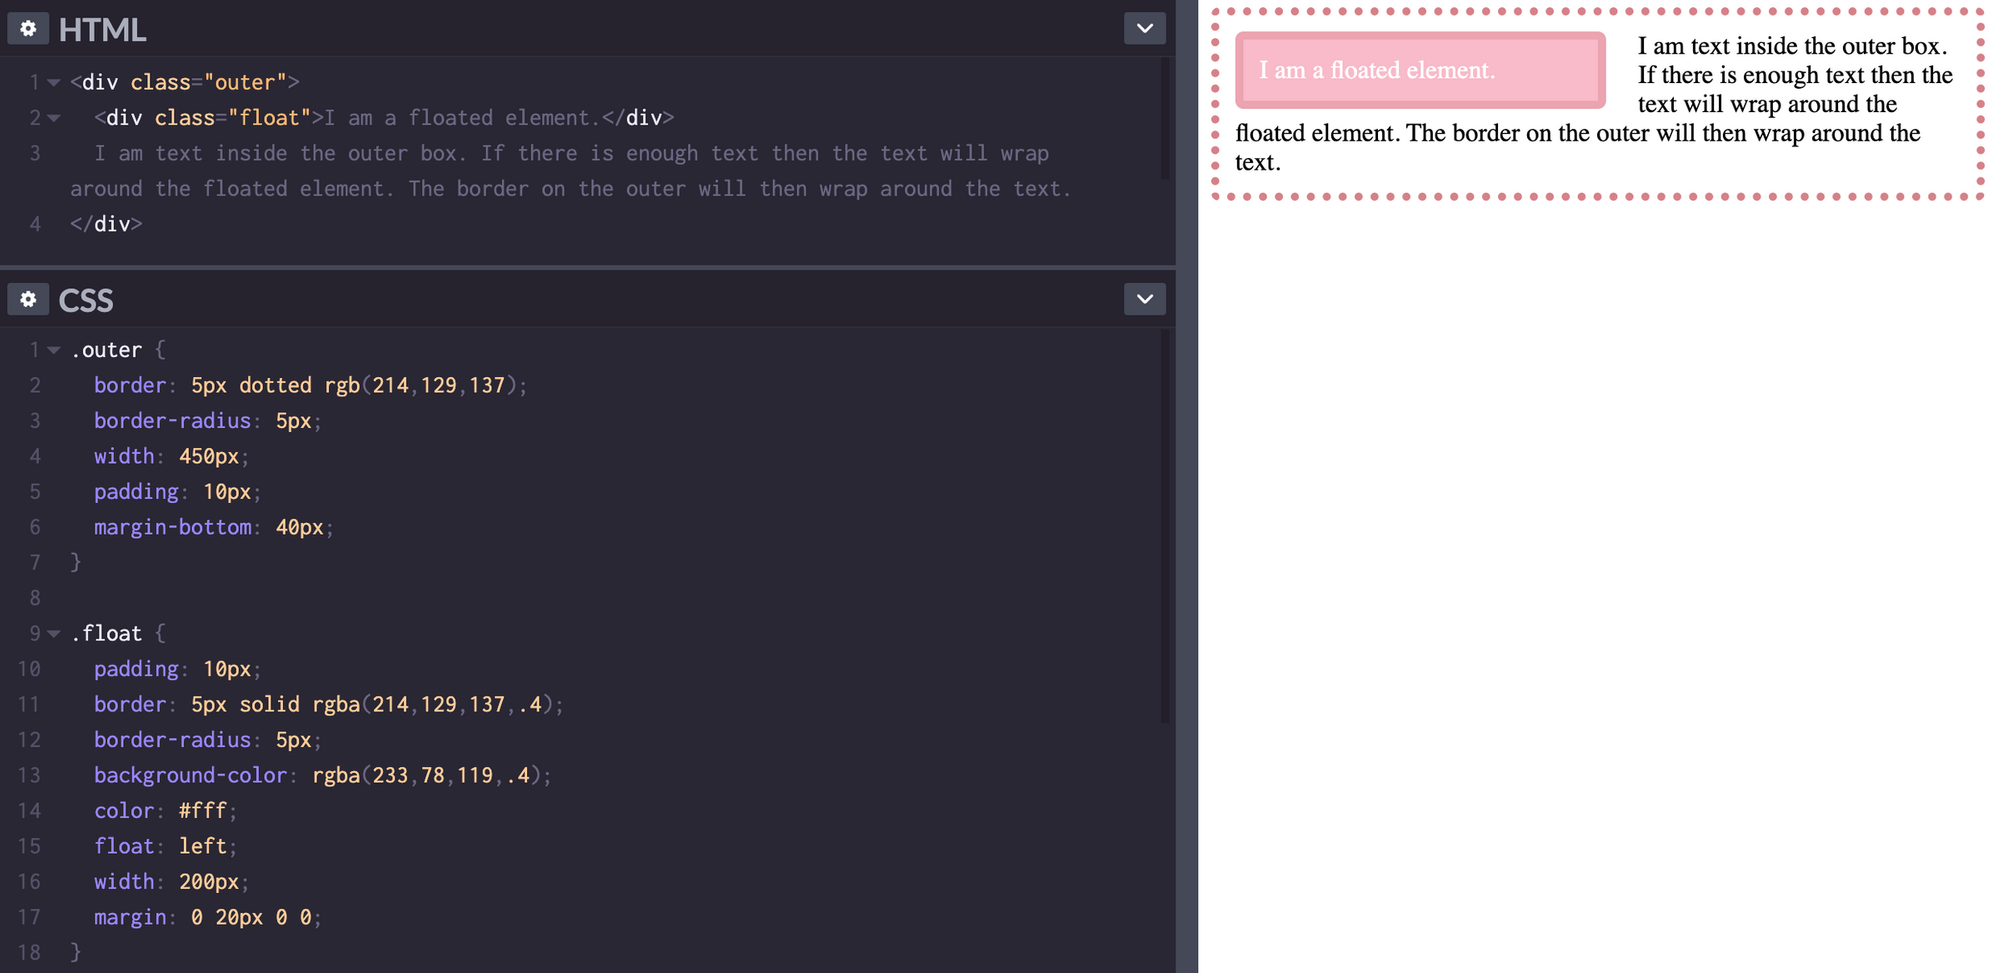 HTML
1 <div class="outer">
2 <div class="float">I am a floated element.</div>
3 I am text inside the outer box. If there is enough text then the text will wrap
around the floated element. The border on the outer will then wrap around the text.
4 </div>
CSS
1 .outer {
2 border: 5px dotted rgb(214,129,137);
3 border-radius: 5px;
4 width: 450px;
5 padding: 10px;
6 margin-bottom: 40px;
7 }
8
9 .float {
10 padding: 10px;
11 border: 5px solid rgba(214,129,137,.4);
12 border-radius: 5px;
13 background-color: rgba(233,78,119,.4);
14 color: #fff;
15 float: left;
16 width: 200px;
17 margin: 0 20px 0 0;
18 }
I am a floated element.
I am text inside the outer box.
If there is enough text then the
text will wrap around the
floated element. The border on the outer will then wrap around the
text.